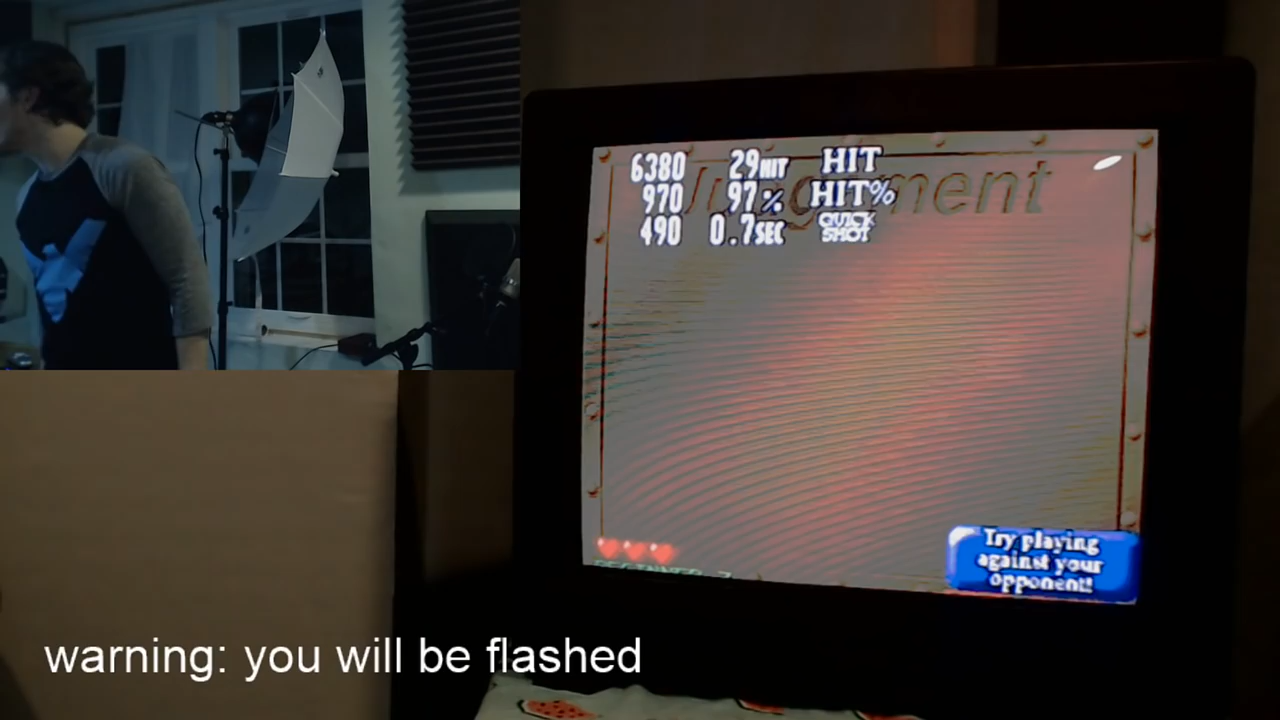 Judgment
6380 29HIT HIT
970 97% HIT%
490 0.7SEC QUICK SHOT
Try playing
against your
opponent!
BEGINNER
warning: you will be flashed